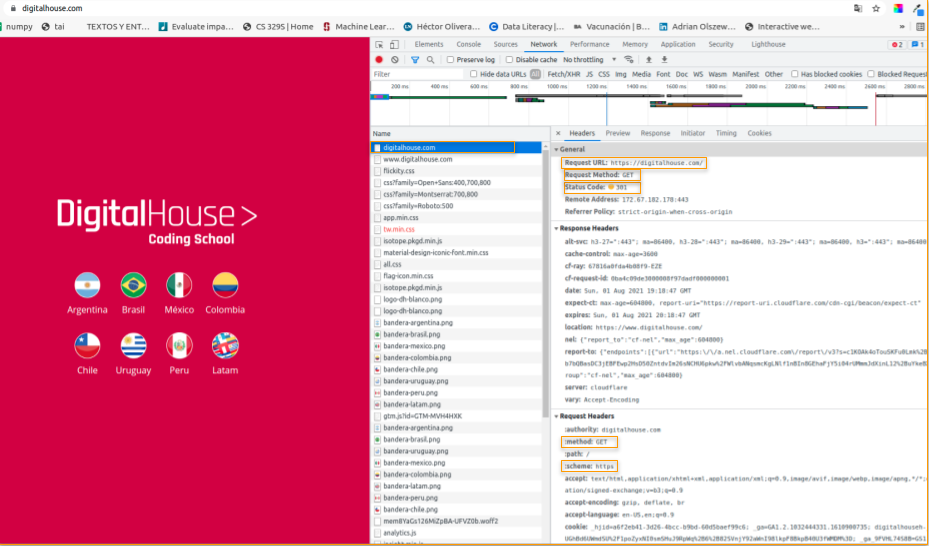 digitalhouse.com
numpy tai TEXTOS Y ENT... Evaluate impa... CS 329S | Home Machine Lear... Héctor Olivera... Data Literacy|... Vacunación | B... Adrian Olszew... Interactive we... »
Elements Console Sources Network Performance Memory Application Security Lighthouse 2 1
Preserve log Disable cache No throttling
Filter Hide data URLs All Fetch/XHR JS CSS Img Media Font Doc WS Wasm Manifest Other Has blocked cookies Blocked Request
200 ms 400 ms 600 ms 800 ms 1000 ms 1200 ms 1400 ms 1600 ms 1800 ms 2000 ms 2200 ms 2400 ms 2600 ms 2800 ms
DigitalHouse >
Coding School
Argentina Brasil México Colombia
Chile Uruguay Peru Latam
Name
digitalhouse.com
www.digitalhouse.com
flickity.css
css?family=Open+Sans:400,700,800
css?family=Montserrat:700,800
css?family=Roboto:500
app.min.css
tw.min.css
isotope.pkgd.min.js
material-design-iconic-font.min.css
all.css
flag-icon.min.css
isotope.pkgd.min.js
logo-dh-blanco.png
logo-dh-blanco.png
bandera-argentina.png
bandera-brasil.png
bandera-mexico.png
bandera-colombia.png
bandera-chile.png
bandera-uruguay.png
bandera-peru.png
bandera-latam.png
gtm.js?id=GTM-MVH4HXK
bandera-argentina.png
bandera-brasil.png
bandera-uruguay.png
bandera-mexico.png
bandera-colombia.png
bandera-latam.png
bandera-peru.png
bandera-chile.png
mem8YaGs126MiZpBA-UFVZ0b.woff2
analytics.js
× Headers Preview Response Initiator Timing Cookies
General
Request URL: https://digitalhouse.com/
Request Method: GET
Status Code: 301
Remote Address: 172.67.182.178:443
Referrer Policy: strict-origin-when-cross-origin
Response Headers
alt-svc: h3-27=":443"; ma=86400, h3-28=":443"; ma=86400, h3-29=":443"; ma=86400, h3=":443"; ma=86400
cache-control: max-age=3600
cf-ray: 67816a0fda4b08f9-EZE
cf-request-id: 0ba4c09de3000008f97dadf000000001
date: Sun, 01 Aug 2021 19:18:47 GMT
expect-ct: max-age=604800, report-uri="https://report-uri.cloudflare.com/cdn-cgi/beacon/expect-ct"
expires: Sun, 01 Aug 2021 20:18:47 GMT
location: https://www.digitalhouse.com/
nel: {"report_to":"cf-nel","max_age":604800}
report-to: {"endpoints":[{"url":"https:\/\/a.nel.cloudflare.com\/report\/v3?
roup":"cf-nel","max_age":604800}
server: cloudflare
vary: Accept-Encoding
Request Headers
:authority: digitalhouse.com
:method: GET
:path: /
:scheme: https
accept: text/html,application/xhtml+xml,application/xml;q=0.9,image/avif,image/webp,image/apng,*/*;
ation/signed-exchange;v=b3;q=0.9
accept-encoding: gzip, deflate, br
accept-language: en-US,en;q=0.9
cookie: _hjid=a6f2eb41-3d26-4bcc-b9bd-60d5baef99c6; _ga=GA1.2.1032444331.1610900735; digitalhouseh-